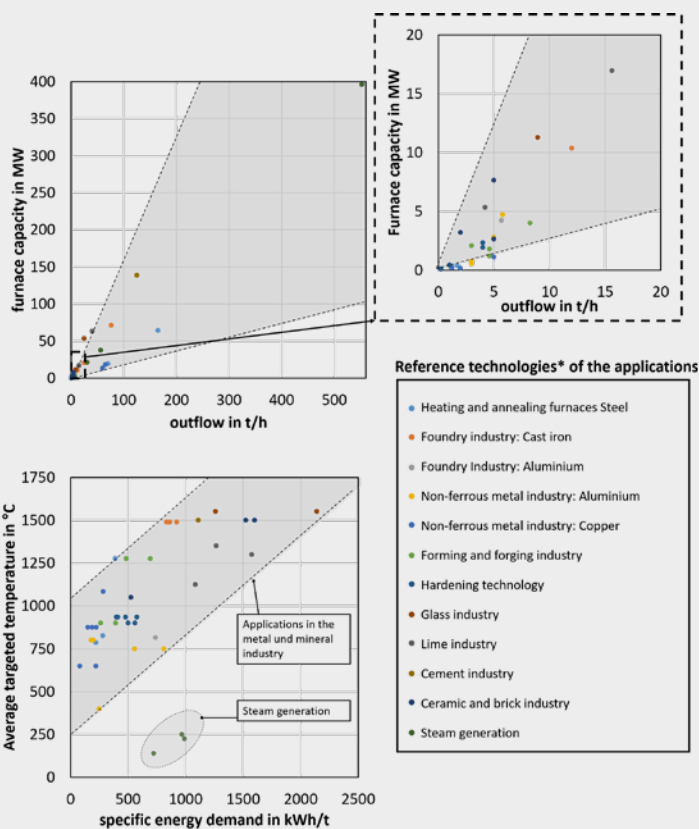 400
350
300
250
200
150
100
50
0
furnace capacity in MW
0 100 200 300 400 500
outflow in t/h
20
15
10
5
0
Furnace capacity in MW
0 5 10 15 20
outflow in t/h
Reference technologies* of the applications
Heating and annealing furnaces Steel
Foundry industry: Cast iron
Foundry Industry: Aluminium
Non-ferrous metal industry: Aluminium
Non-ferrous metal industry: Copper
Forming and forging industry
Hardening technology
Glass industry
Lime industry
Cement industry
Ceramic and brick industry
Steam generation
1750
1500
1250
1000
750
500
250
0
Average targeted temperature in °C
Applications in the
metal und mineral
industry
Steam generation
0 500 1000 1500 2000 2500
specific energy demand in kWh/t